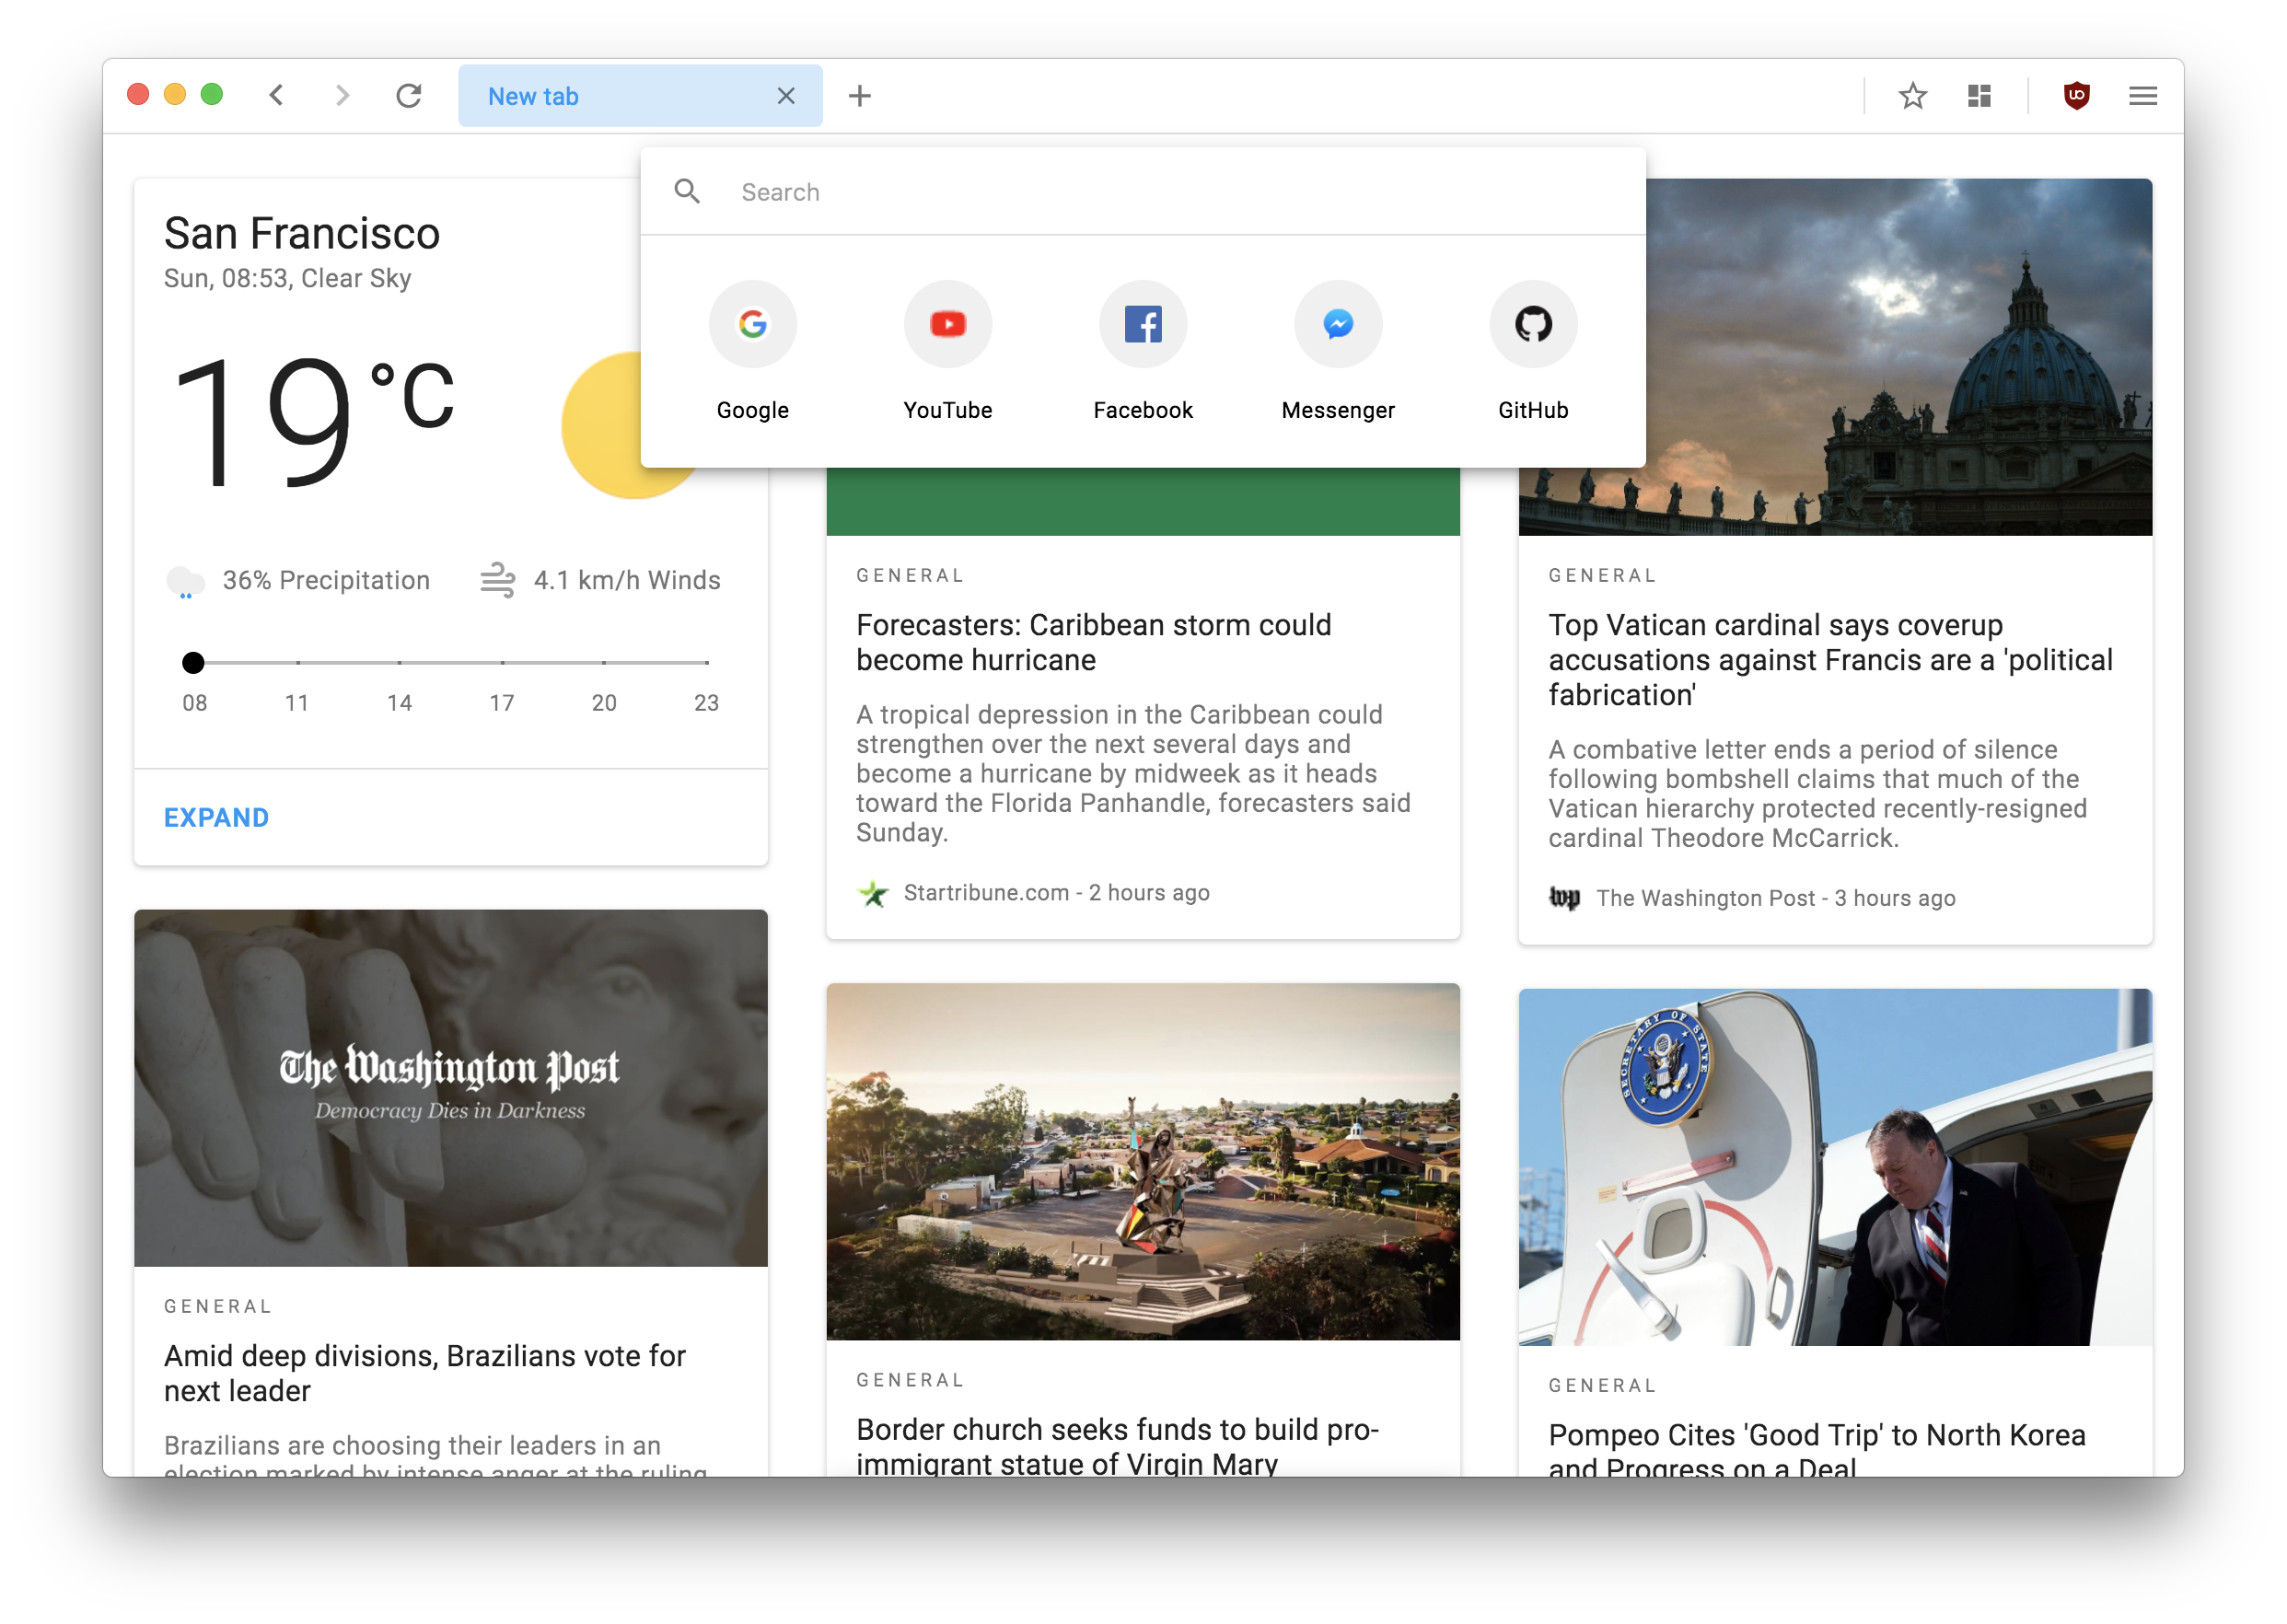 New tab
Search
Google
YouTube
Facebook
Messenger
GitHub
San Francisco
Sun, 08:53, Clear Sky
19 °C
36% Precipitation
4.1 km/h Winds
08 11 14 17 20 23
EXPAND
The Washington Post
Democracy Dies in Darkness
GENERAL
Amid deep divisions, Brazilians vote for
next leader
Brazilians are choosing their leaders in an
election marked by intense anger at the ruling
GENERAL
Forecasters: Caribbean storm could
become hurricane
A tropical depression in the Caribbean could
strengthen over the next several days and
become a hurricane by midweek as it heads
toward the Florida Panhandle, forecasters said
Sunday.
Startribune.com - 2 hours ago
GENERAL
Border church seeks funds to build pro-
immigrant statue of Virgin Mary
GENERAL
Top Vatican cardinal says coverup
accusations against Francis are a 'political
fabrication'
A combative letter ends a period of silence
following bombshell claims that much of the
Vatican hierarchy protected recently-resigned
cardinal Theodore McCarrick.
wp The Washington Post - 3 hours ago
SECRETARY OF STATE
GENERAL
Pompeo Cites 'Good Trip' to North Korea
and Progress on a Deal